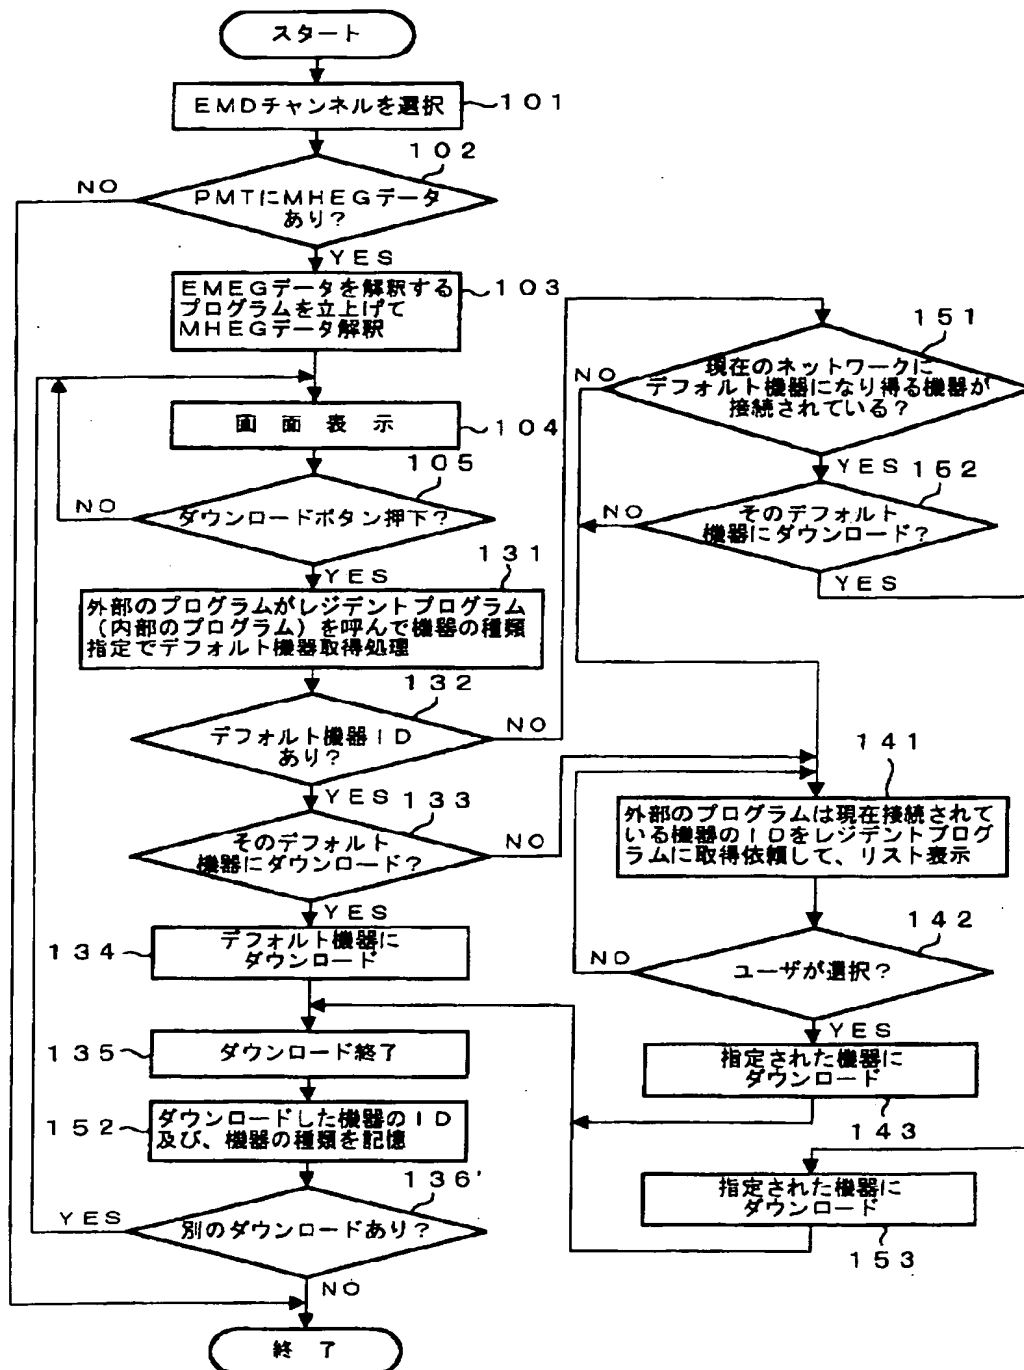 スタート
EMDチャンネルを選択
101
102
NO
PMTにMHEGデータ
あり?
YES
EMEGデータを解釈する
プログラムを立上げて
MHEGデータ解釈
103
画面表示
104
105
NO
ダウンロードボタン押下?
YES
131
外部のプログラムがレジデントプログラム
(内部のプログラム)を呼んで機器の種類
指定でデフォルト機器取得処理
132
デフォルト機器ID
あり?
NO
YES
133
そのデフォルト
機器にダウンロード?
NO
YES
134
デフォルト機器に
ダウンロード
135
ダウンロード終了
152
ダウンロードした機器のID
及び、機器の種類を記憶
136'
YES
別のダウンロードあり?
NO
終了
151
NO
現在のネットワークに
デフォルト機器になり得る機器が
接続されている?
YES
152
NO
そのデフォルト
機器にダウンロード?
YES
141
外部のプログラムは現在接続されて
いる機器のIDをレジデントプログ
ラムに取得依頼して、リスト表示
142
NO
ユーザが選択?
YES
指定された機器に
ダウンロード
143
指定された機器に
ダウンロード
153